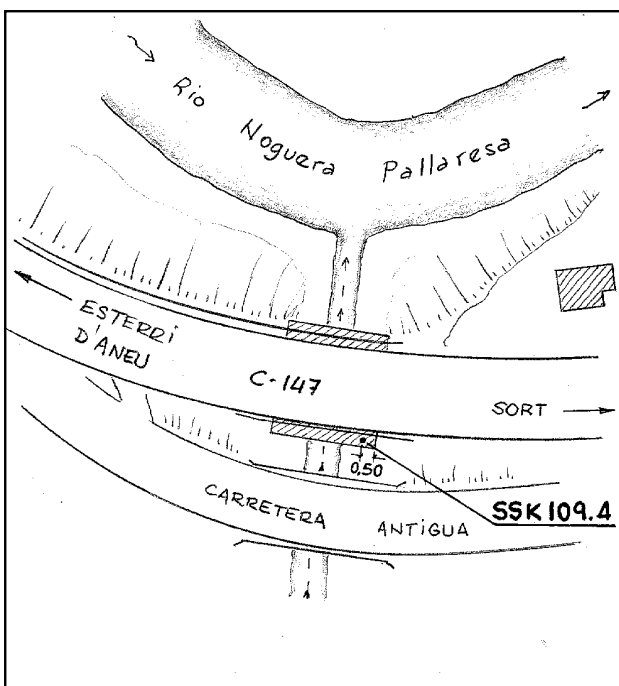 Rio Noguera Pallaresa
ESTERRI
D'ANEU
C-147
SORT
0,50
SSK109.4
CARRETERA ANTIGUA